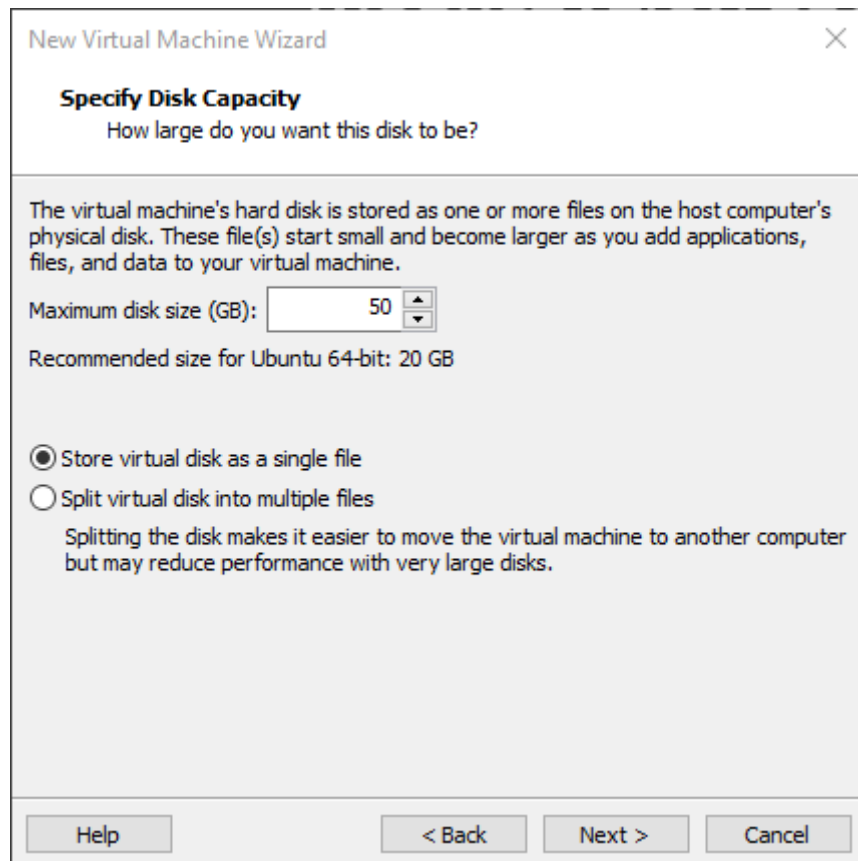 New Virtual Machine Wizard
Specify Disk Capacity
How large do you want this disk to be?
The virtual machine's hard disk is stored as one or more files on the host computer's
physical disk. These file(s) start small and become larger as you add applications,
files, and data to your virtual machine.
Maximum disk size (GB): 50
Recommended size for Ubuntu 64-bit: 20 GB
Store virtual disk as a single file
Split virtual disk into multiple files
Splitting the disk makes it easier to move the virtual machine to another computer
but may reduce performance with very large disks.
Help < Back Next > Cancel